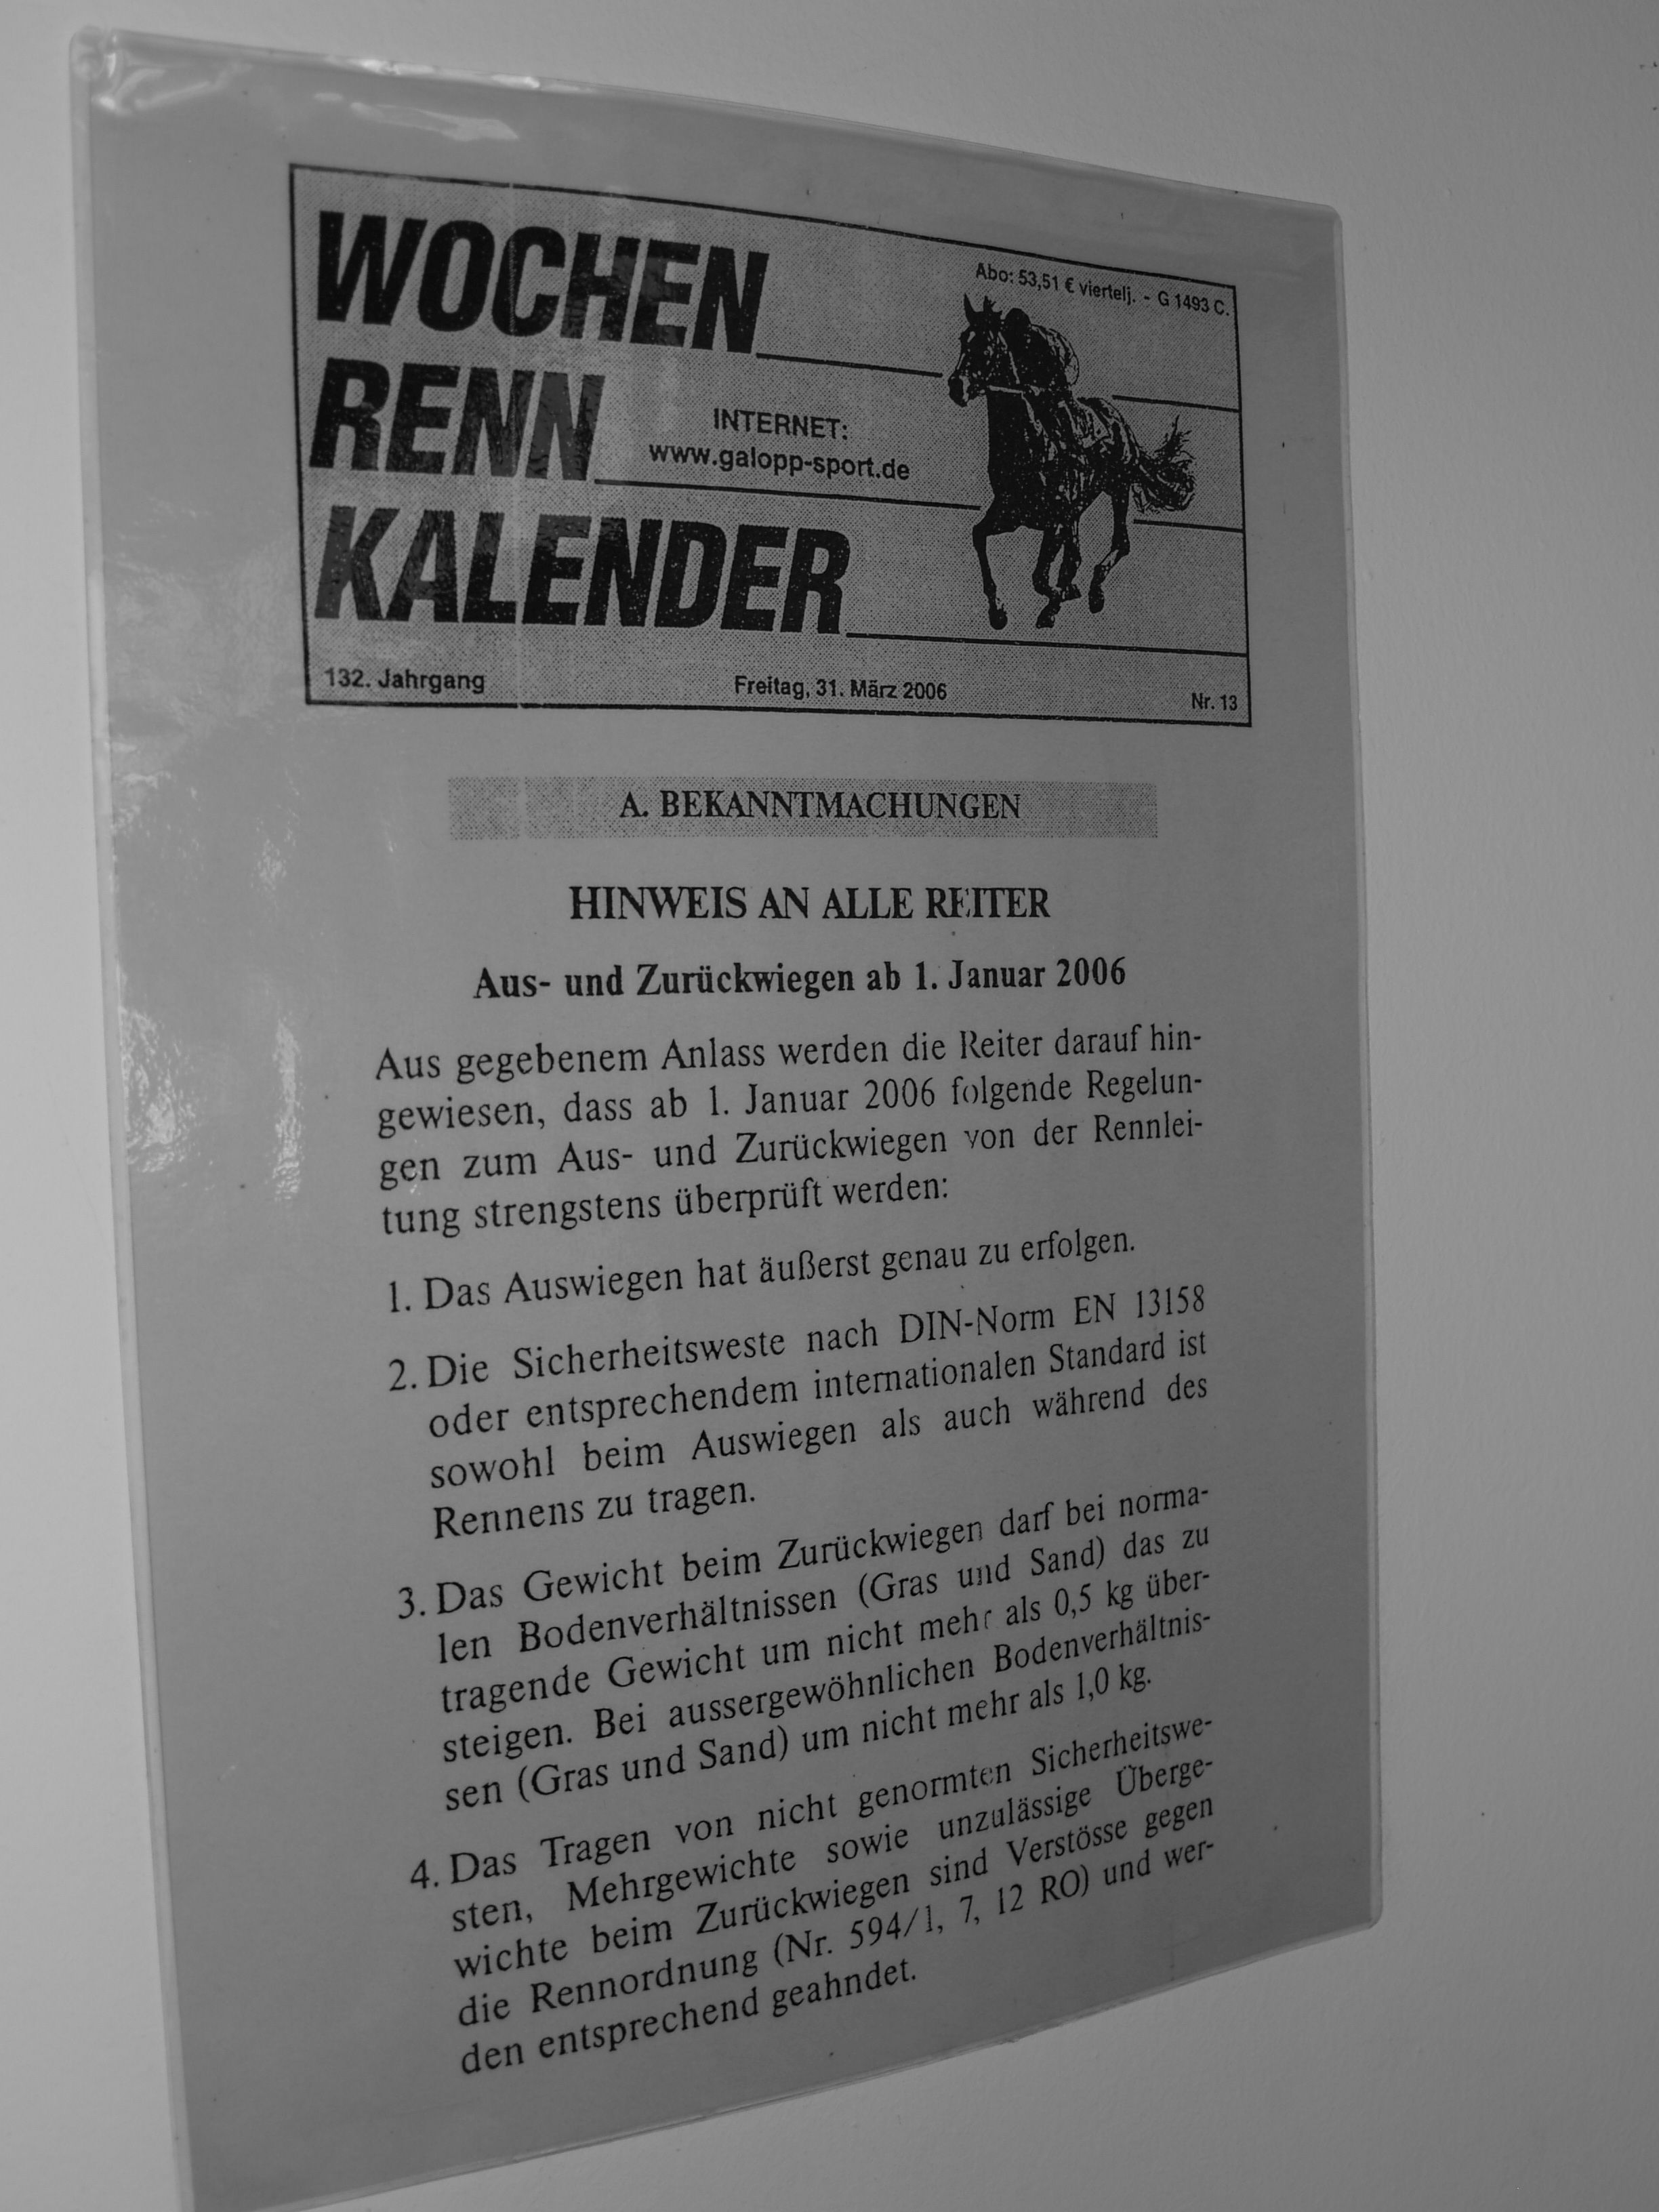 WOCHEN
Abo: 53,51 € viertelj. - G 1493 C.
RENN
INTERNET:
www.galopp-sport.de
KALENDER
132. Jahrgang Freitag, 31. März 2006 Nr. 13
A. BEKANNTMACHUNGEN
HINWEIS AN ALLE REITER
Aus- und Zurückwiegen ab 1. Januar 2006
Aus gegebenem Anlass werden die Reiter darauf hin-
gewiesen, dass ab 1. Januar 2006 folgende Regelun-
gen zum Aus- und Zurückwiegen von der Rennlei-
tung strengstens überprüft werden:
1. Das Auswiegen hat äußerst genau zu erfolgen.
2. Die Sicherheitsweste nach DIN-Norm EN 13158
oder entsprechendem internationalen Standard ist
sowohl beim Auswiegen als auch während des
Rennens zu tragen.
3. Das Gewicht beim Zurückwiegen darf bei norma-
len Bodenverhältnissen (Gras und Sand) das zu
tragende Gewicht um nicht mehr als 0,5 kg über-
steigen. Bei aussergewöhnlichen Bodenverhältnis-
sen (Gras und Sand) um nicht mehr als 1,0 kg.
4. Das Tragen von nicht genormten Sicherheitswe-
sten, Mehrgewichte sowie unzulässige Überge-
wichte beim Zurückwiegen sind Verstösse gegen
die Rennordnung (Nr. 594/1, 7, 12 RO) und wer-
den entsprechend geahndet.